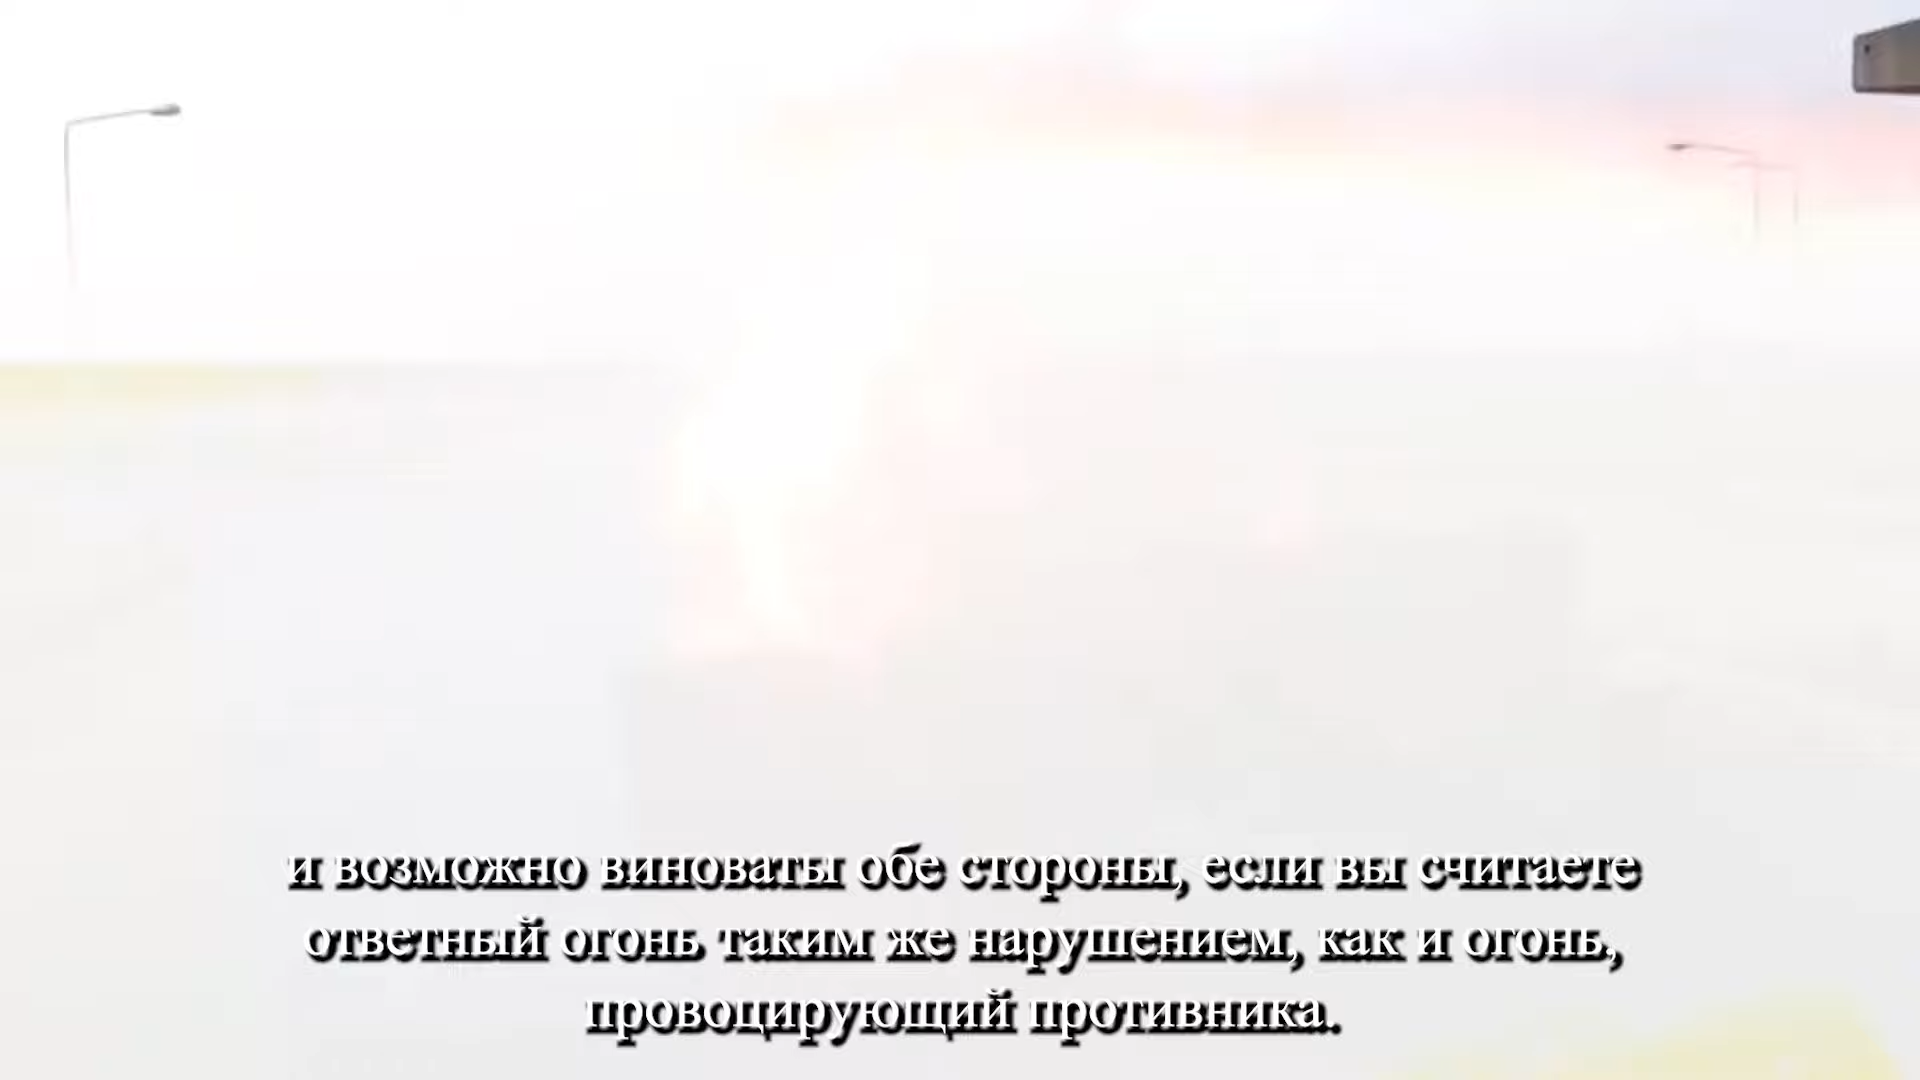 и возможно виноваты обе стороны, если вы считаете
ответный огонь таким же нарушением, как и огонь,
провоцирующий противника.